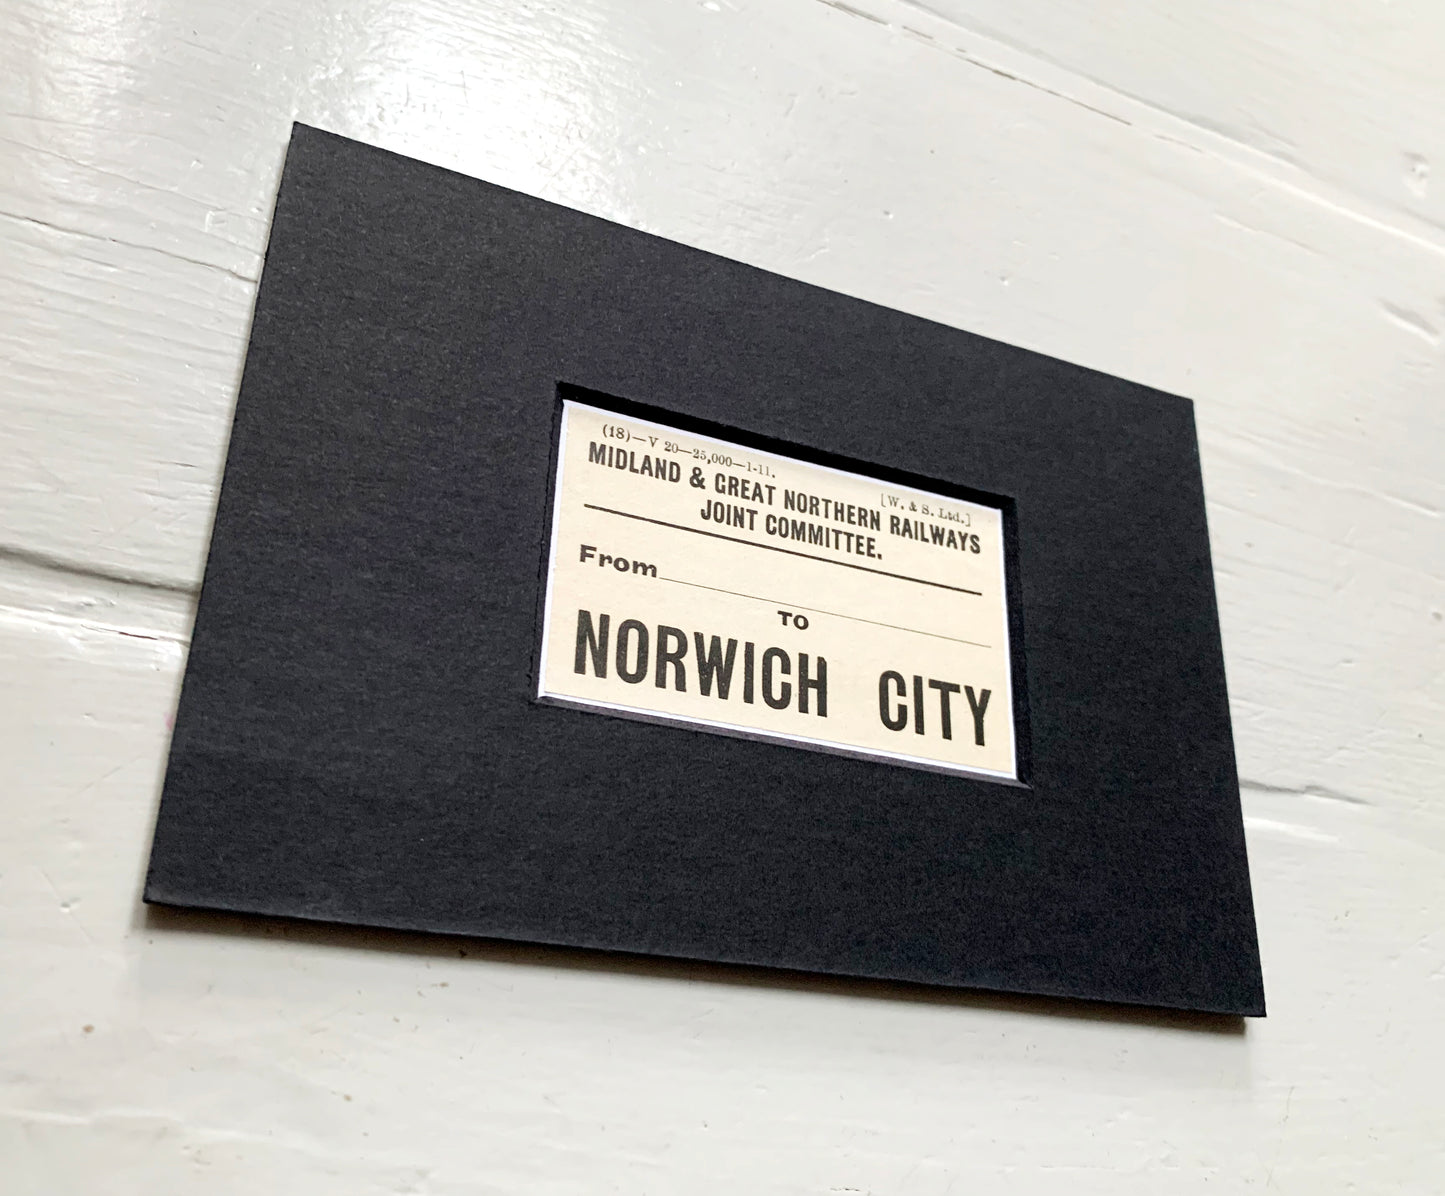 (18)—V 20—25,000—1-11.
[W. & S. Ltd.]
MIDLAND & GREAT NORTHERN RAILWAYS
JOINT COMMITTEE.
From
TO
NORWICH CITY